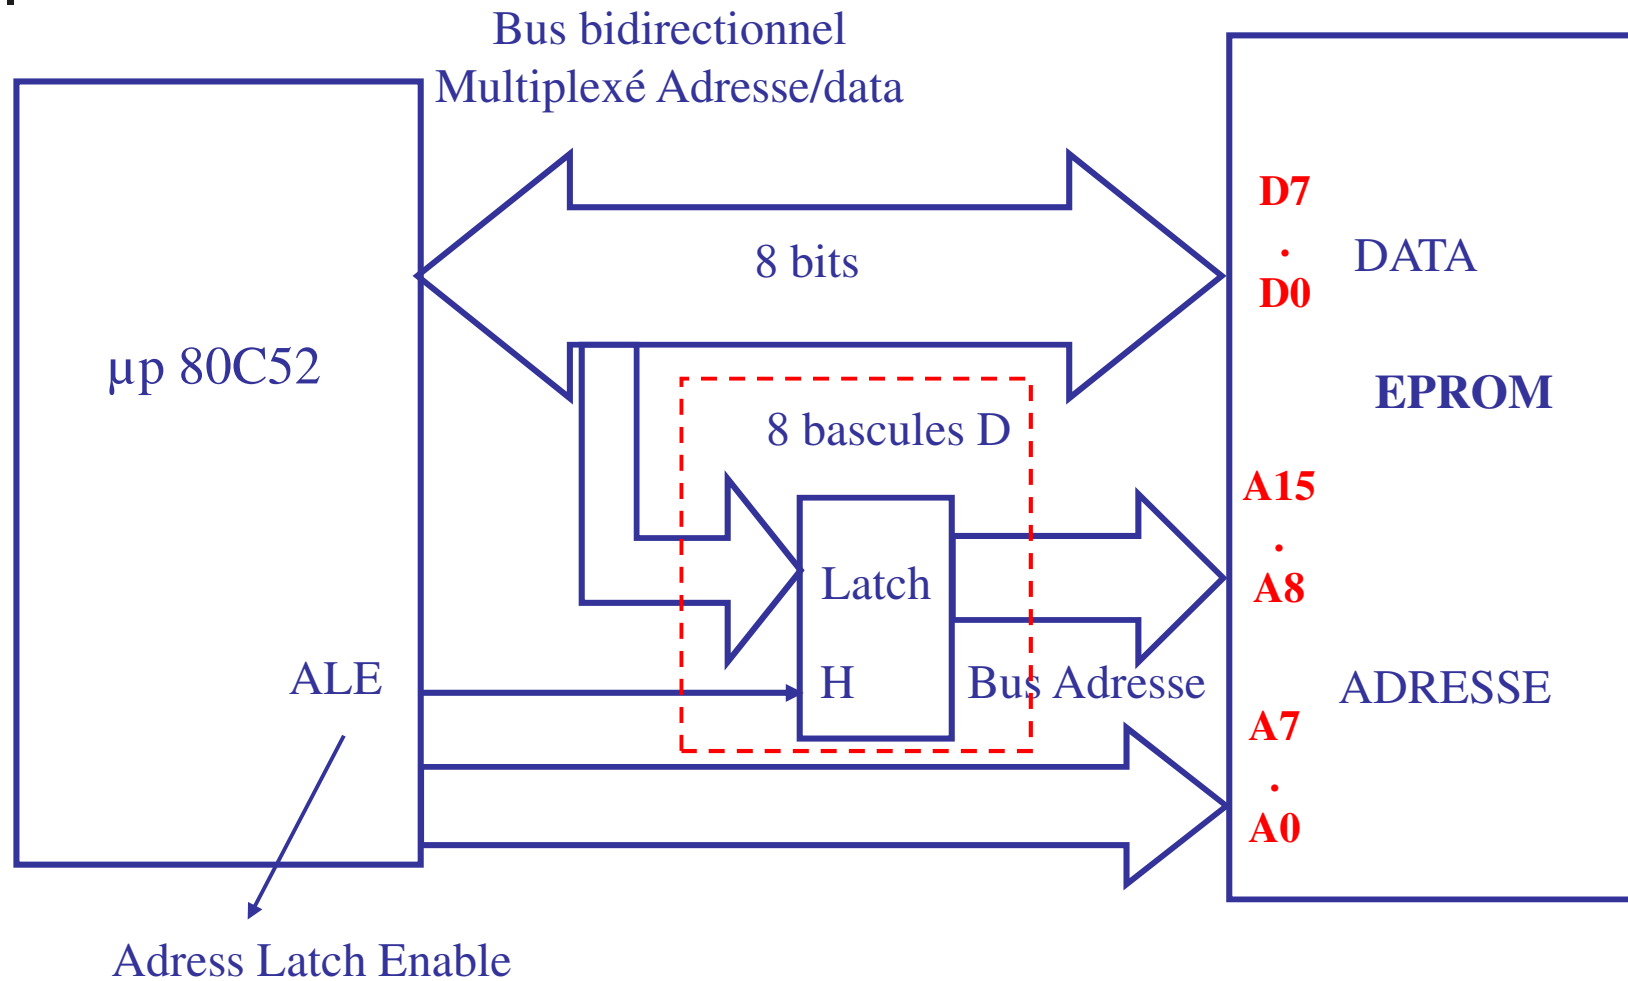 Bus bidirectionnel
Multiplexé Adresse/data
D7
.
D0
DATA
8 bits
µp 80C52
EPROM
8 bascules D
A15
.
A8
Latch
ALE
H
Bus Adresse
ADRESSE
A7
.
A0
Adress Latch Enable